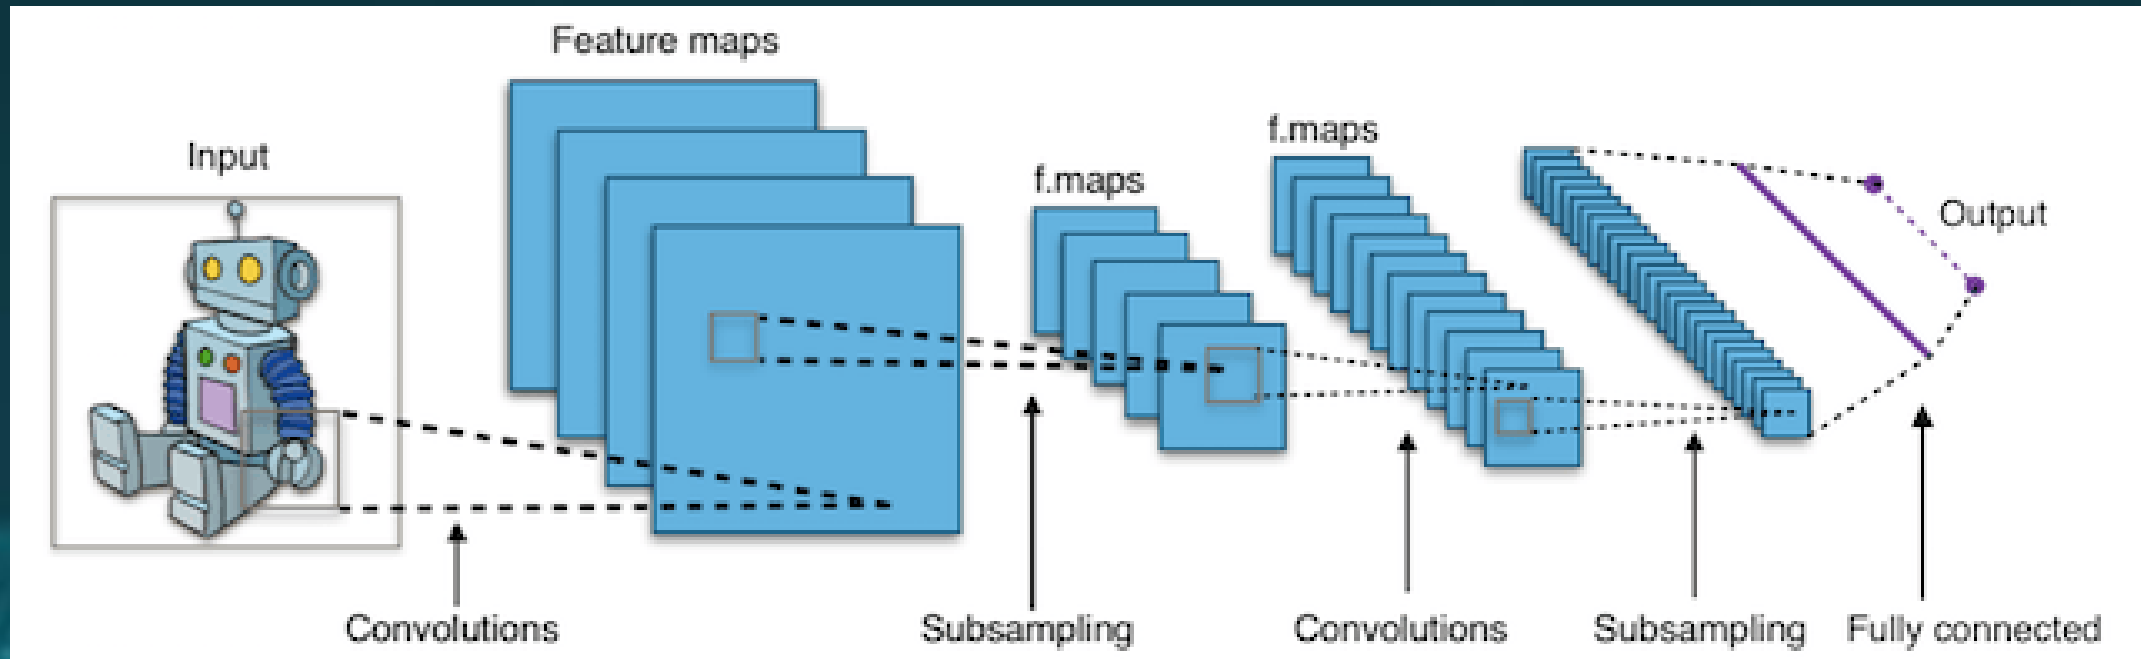 Feature maps
f.maps
Input
f.maps
Output
Convolutions
Subsampling
Convolutions
Subsampling
Fully connected